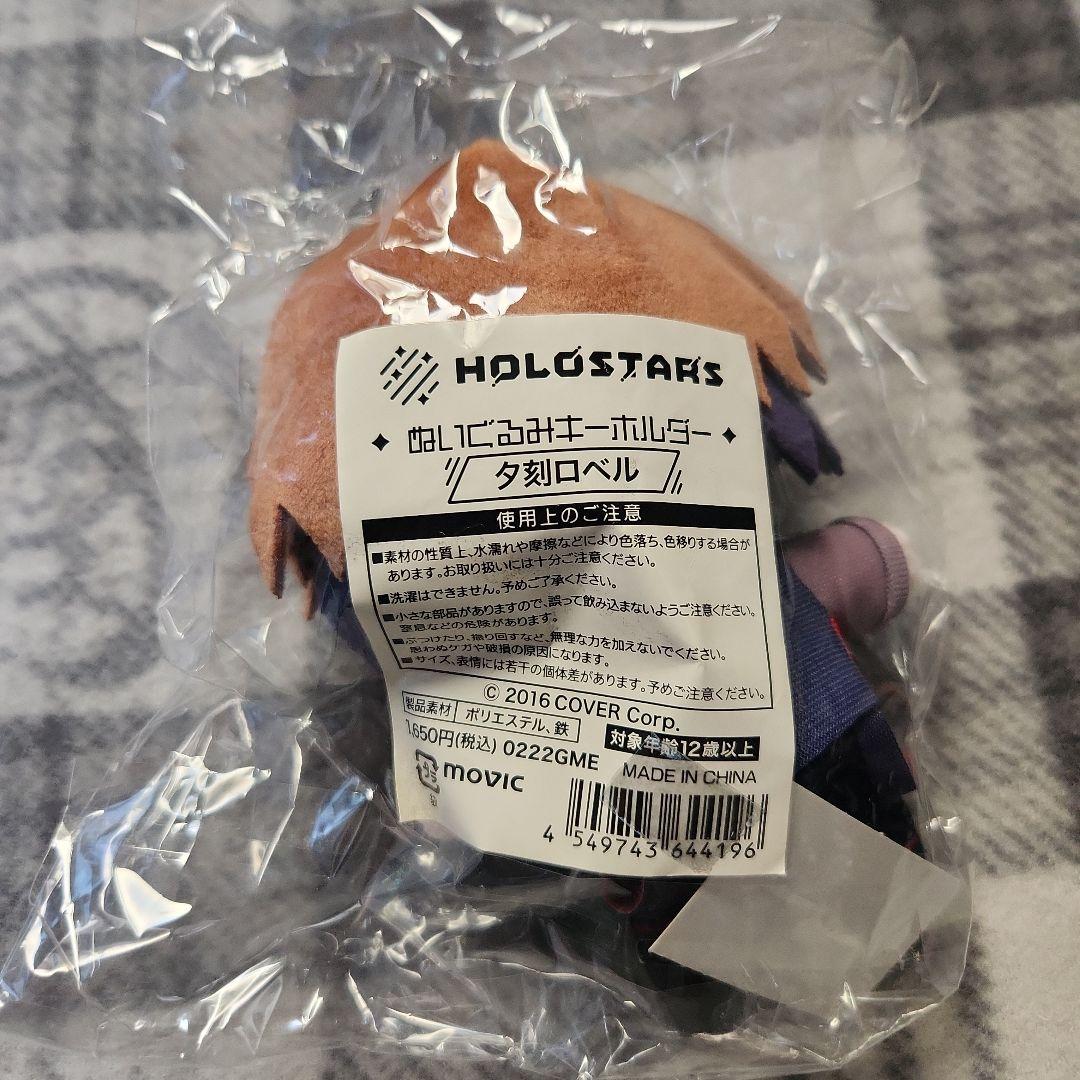 HOLOSTARS
ぬいぐるみキーホルダー
夕刻ロベル
使用上のご注意
■素材の性質上、水濡れや摩擦などにより色落ち、色移りする場合が
あります。お取り扱いには十分ご注意ください。
■洗濯はできません。予めご了承ください。
■小さな部品がありますので、誤って飲み込まないようご注意ください。
窒息などの危険があります。
■ぶつけたり、振り回すなど、無理な力を加えないでください。
思わぬケガや破損の原因になります。
■サイズ、表情には若干の個体差があります。予めご注意ください。
© 2016 COVER Corp.
製品素材 ポリエステル、鉄
1,650円(税込) 0222GME 対象年齢12歳以上
movic MADE IN CHINA
4 549743 644196